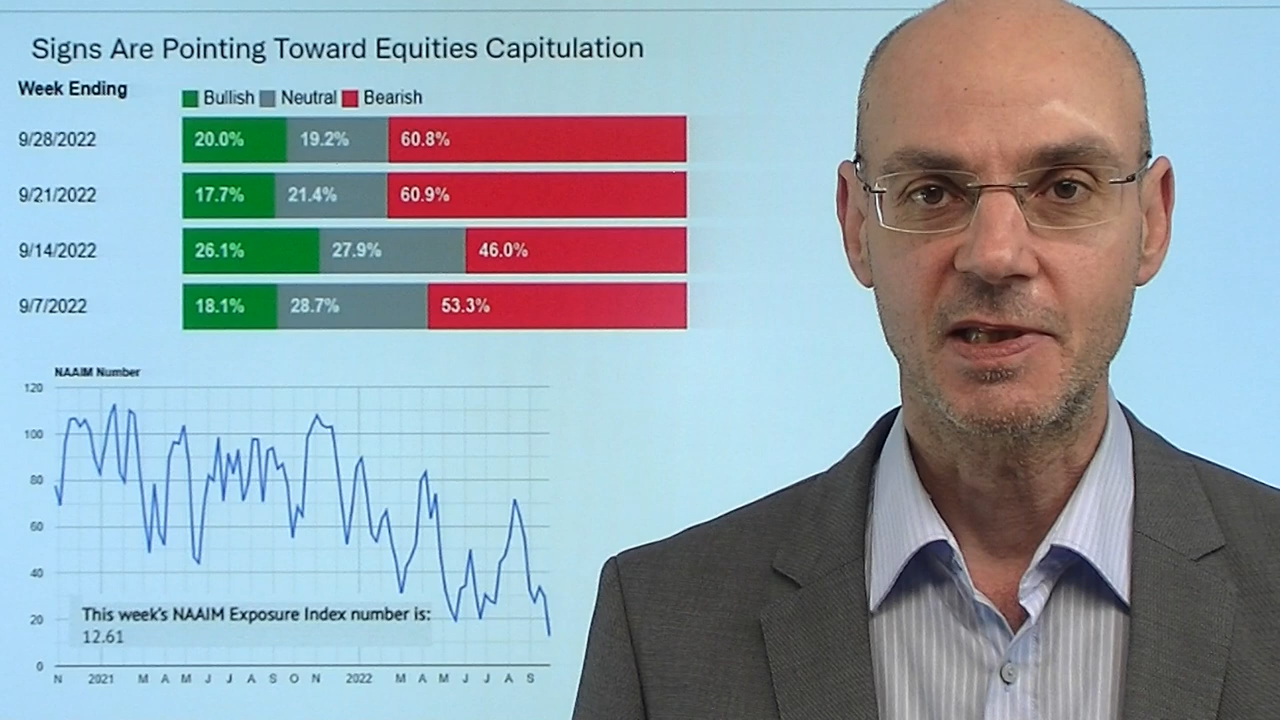 Signs Are Pointing Toward Equities Capitulation
Week Ending
Bullish Neutral Bearish
9/28/2022 20.0% 19.2% 60.8%
9/21/2022 17.7% 21.4% 60.9%
9/14/2022 26.1% 27.9% 46.0%
9/7/2022 18.1% 28.7% 53.3%
NAAIM Number
120
100
80
60
40
20
0
This week's NAAIM Exposure Index number is:
12.61
N 2021 M A M J J A S O N 2022 M A M J J A S